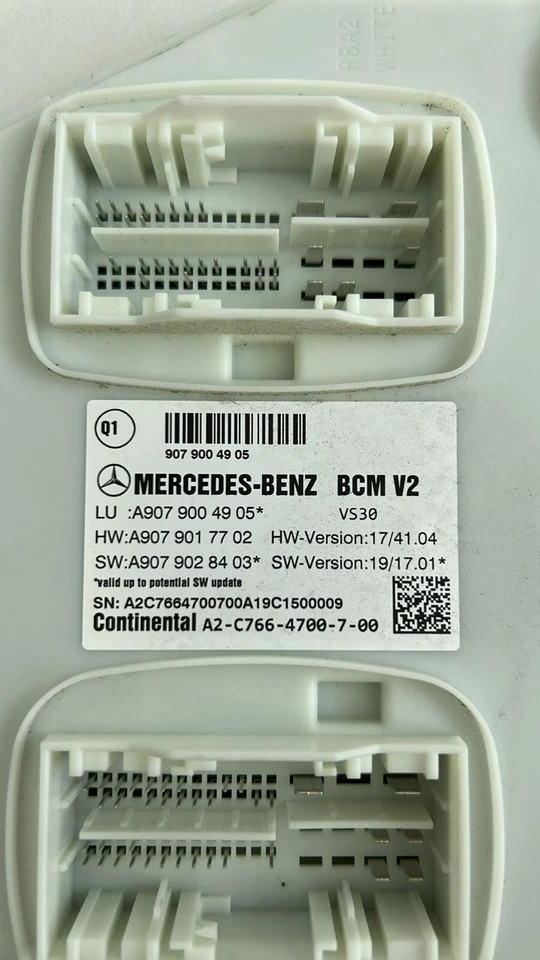 RBA2
WHITE
Q1
907 900 49 05
MERCEDES-BENZ BCM V2
LU :A907 900 49 05* VS30
HW:A907 901 77 02 HW-Version:17/41.04
SW:A907 902 84 03* SW-Version:19/17.01*
*valid up to potential SW update
SN: A2C7664700700A19C1500009
Continental A2-C766-4700-7-00